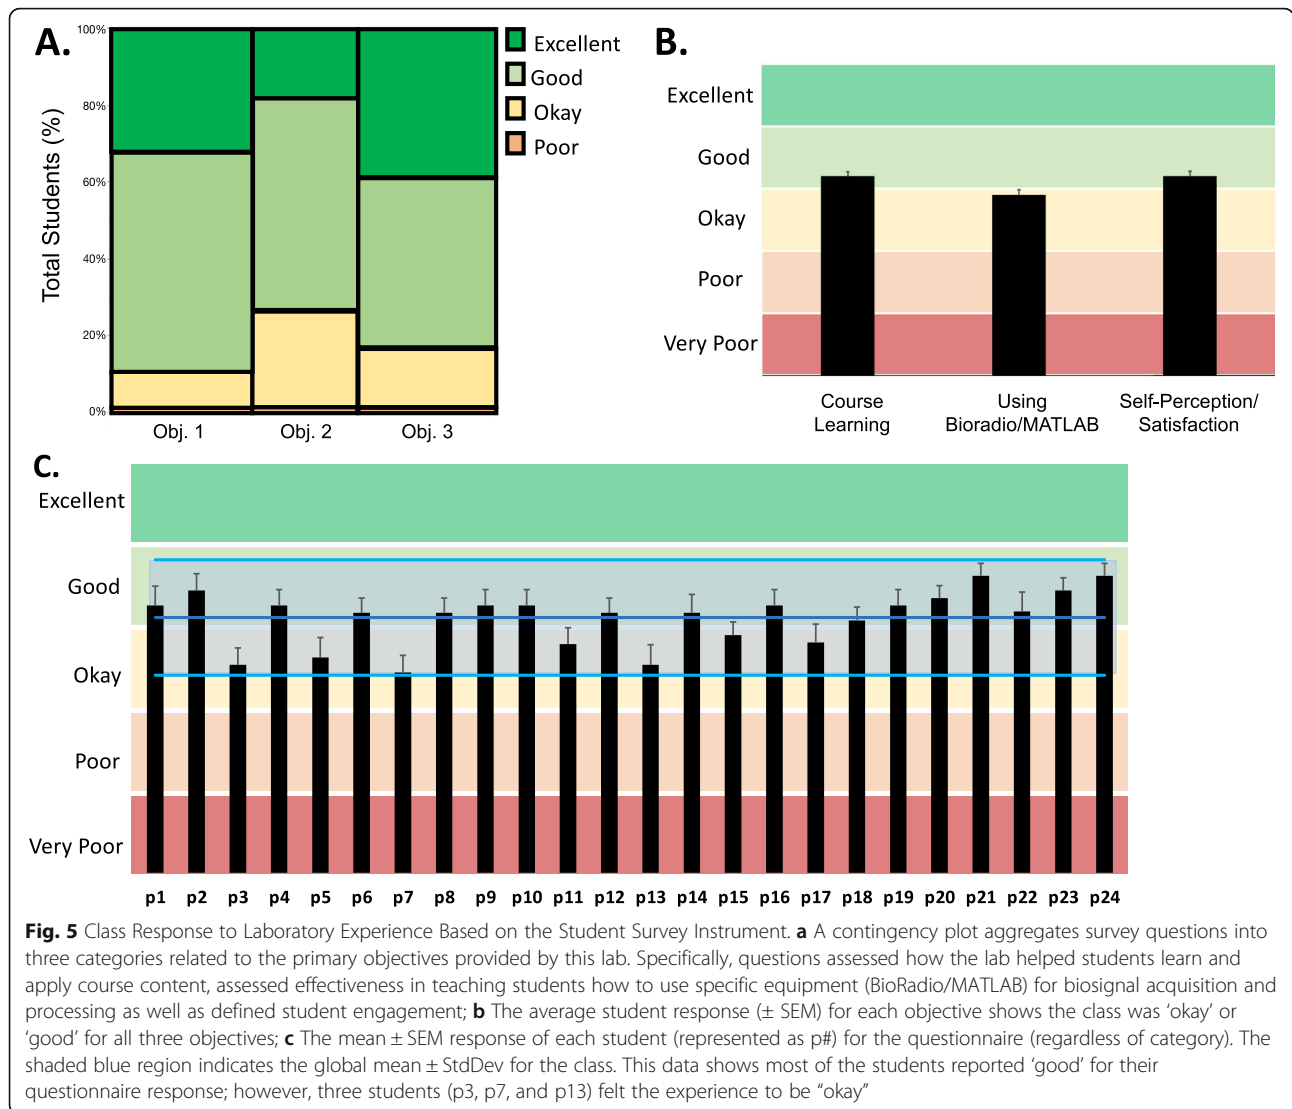 A.
100%
80%
60%
40%
20%
0%
Total Students (%)
Obj. 1
Obj. 2
Obj. 3
Excellent
Good
Okay
Poor
B.
Excellent
Good
Okay
Poor
Very Poor
Course
Learning
Using
Bioradio/MATLAB
Self-Perception/
Satisfaction
C.
Excellent
Good
Okay
Poor
Very Poor
p1 p2 p3 p4 p5 p6 p7 p8 p9 p10 p11 p12 p13 p14 p15 p16 p17 p18 p19 p20 p21 p22 p23 p24
Fig. 5 Class Response to Laboratory Experience Based on the Student Survey Instrument. a A contingency plot aggregates survey questions into
three categories related to the primary objectives provided by this lab. Specifically, questions assessed how the lab helped students learn and
apply course content, assessed effectiveness in teaching students how to use specific equipment (BioRadio/MATLAB) for biosignal acquisition and
processing as well as defined student engagement; b The average student response (± SEM) for each objective shows the class was ‘okay’ or
‘good’ for all three objectives; c The mean ± SEM response of each student (represented as p#) for the questionnaire (regardless of category). The
shaded blue region indicates the global mean ± StdDev for the class. This data shows most of the students reported ‘good’ for their
questionnaire response; however, three students (p3, p7, and p13) felt the experience to be “okay”